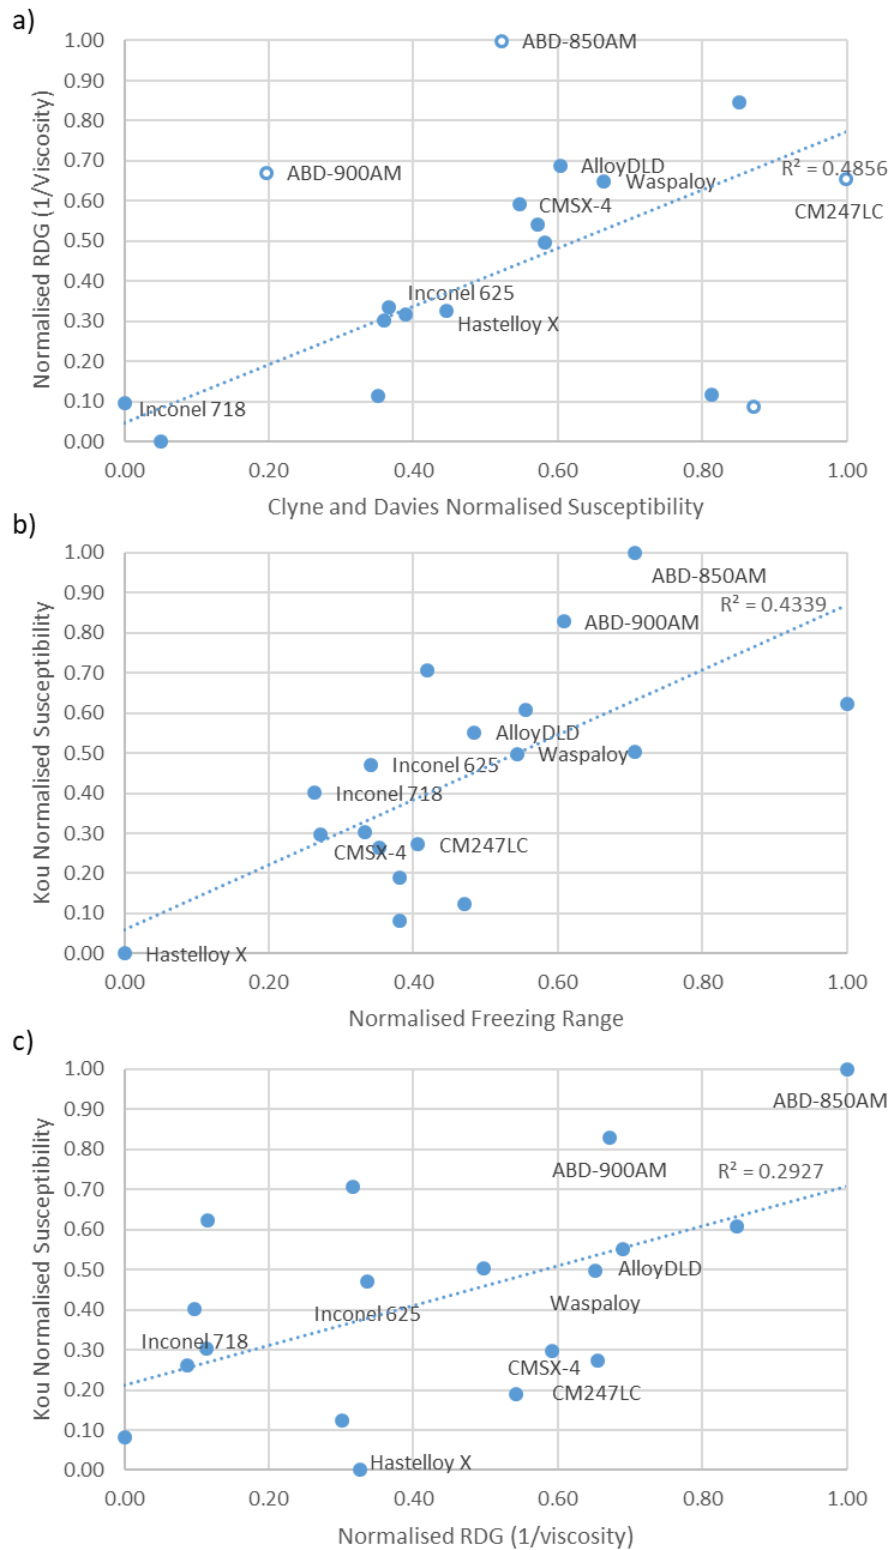 a)
1.00
0.90
0.80
0.70
0.60
0.50
0.40
0.30
0.20
0.10
0.00
Normalised RDG (1/Viscosity)
ABD-850AM
ABD-900AM
AlloyDLD
R² = 0.4856
Waspaloy
CMSX-4
CM247LC
Inconel 625
Hastelloy X
Inconel 718
0.00 0.20 0.40 0.60 0.80 1.00
Clyne and Davies Normalised Susceptibility
b)
1.00
0.90
0.80
0.70
0.60
0.50
0.40
0.30
0.20
0.10
0.00
Kou Normalised Susceptibility
ABD-850AM
R² = 0.4339
ABD-900AM
AlloyDLD
Waspaloy
Inconel 625
Inconel 718
CM247LC
CMSX-4
Hastelloy X
0.00 0.20 0.40 0.60 0.80 1.00
Normalised Freezing Range
c)
1.00
0.90
0.80
0.70
0.60
0.50
0.40
0.30
0.20
0.10
0.00
Kou Normalised Susceptibility
ABD-850AM
ABD-900AM
R² = 0.2927
AlloyDLD
Waspaloy
Inconel 625
Inconel 718
CMSX-4
CM247LC
Hastelloy X
0.00 0.20 0.40 0.60 0.80 1.00
Normalised RDG (1/viscosity)